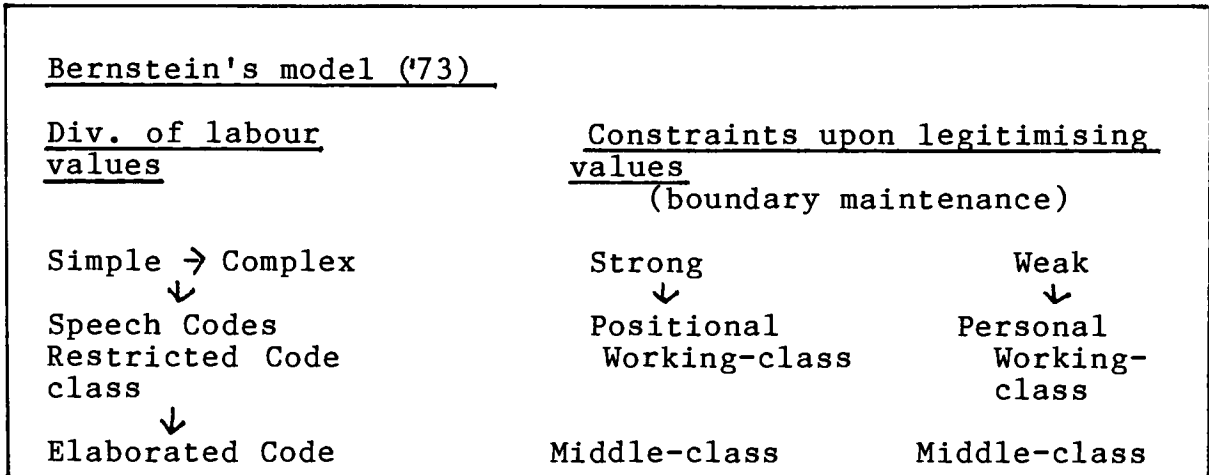 Bernstein's model ('73)
Div. of labour Constraints upon legitimising
values values
(boundary maintenance)
Simple → Complex Strong Weak
↓ ↓ ↓
Speech Codes Positional Personal
Restricted Code Working-class Working-
class class
↓
Elaborated Code Middle-class Middle-class